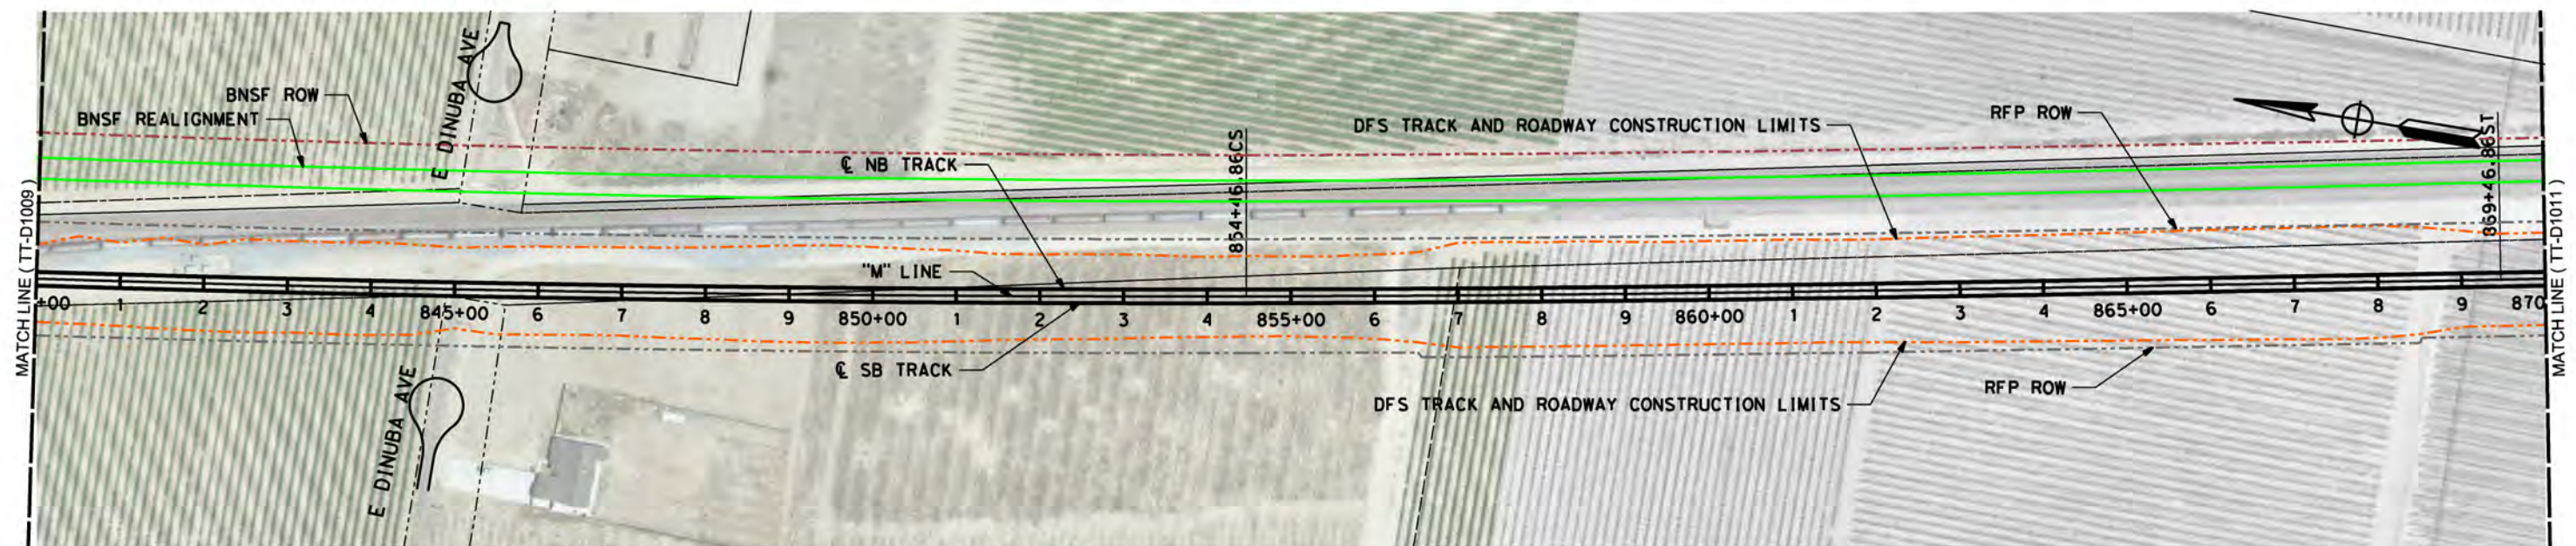 E DINUBA AVE
BNSF ROW
BNSF REALIGNMENT
DFS TRACK AND ROADWAY CONSTRUCTION LIMITS
RFP ROW
℄ NB TRACK
854+46.86CS
869+46.86ST
MATCH LINE ( TT-D1009 )
MATCH LINE ( TT-D1011 )
"M" LINE
+00 1 2 3 4 845+00 6 7 8 9 850+00 1 2 3 4 855+00 6 7 8 9 860+00 1 2 3 4 865+00 6 7 8 9 870
℄ SB TRACK
DFS TRACK AND ROADWAY CONSTRUCTION LIMITS
RFP ROW
E DINUBA AVE